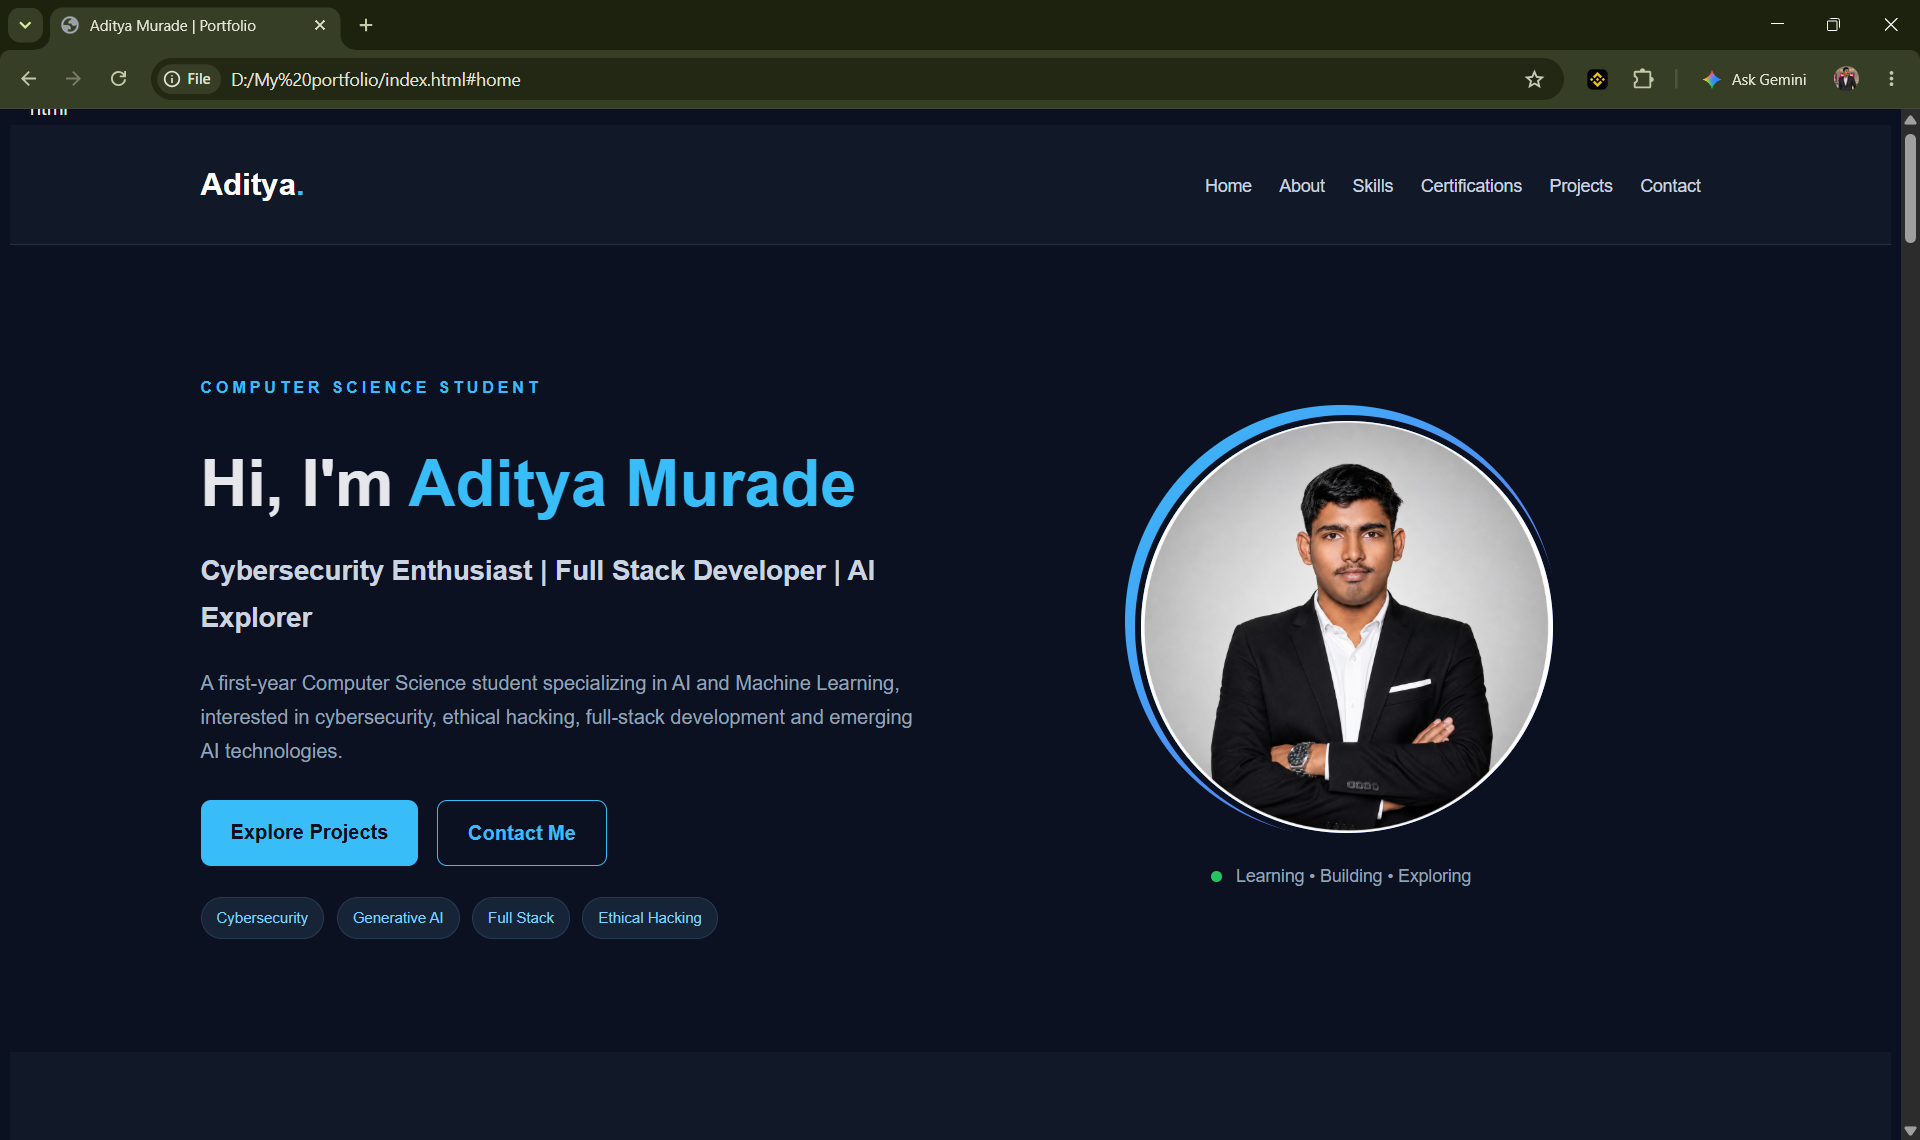 Aditya Murade | Portfolio
File
D:/My%20portfolio/index.html#home
Ask Gemini
html
Aditya.
Home
About
Skills
Certifications
Projects
Contact
COMPUTER SCIENCE STUDENT
Hi, I'm Aditya Murade
Cybersecurity Enthusiast | Full Stack Developer | AI
Explorer
A first-year Computer Science student specializing in AI and Machine Learning,
interested in cybersecurity, ethical hacking, full-stack development and emerging
AI technologies.
Explore Projects
Contact Me
Cybersecurity
Generative AI
Full Stack
Ethical Hacking
Learning • Building • Exploring